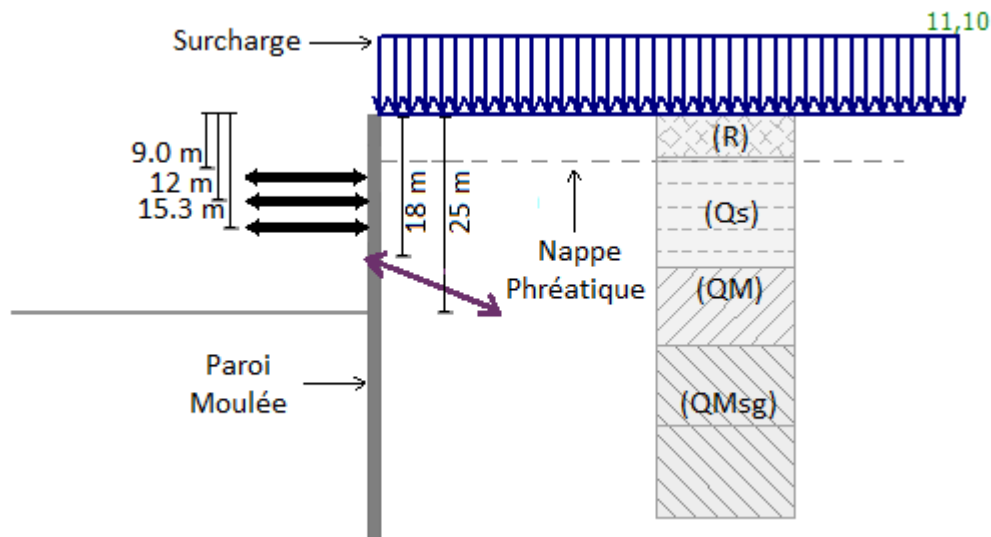 11,10
Surcharge
(R)
9.0 m
12 m
15.3 m
18 m
25 m
(Qs)
Nappe
Phréatique
(QM)
Paroi
Moulée
(QMsg)